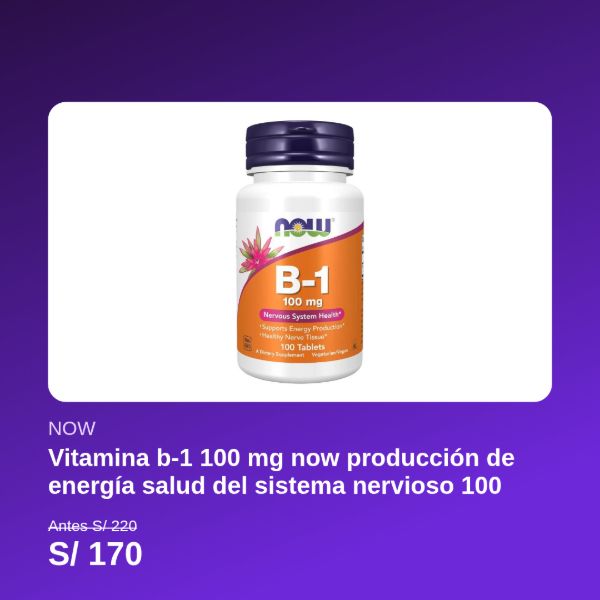 now
B-1
100 mg
Nervous System Health*
• Supports Energy Production*
• Healthy Nerve Tissue*
100 Tablets
A Dietary Supplement Vegetarian/Vegan
NOW
Vitamina b-1 100 mg now producción de
energía salud del sistema nervioso 100
Antes S/ 220
S/ 170